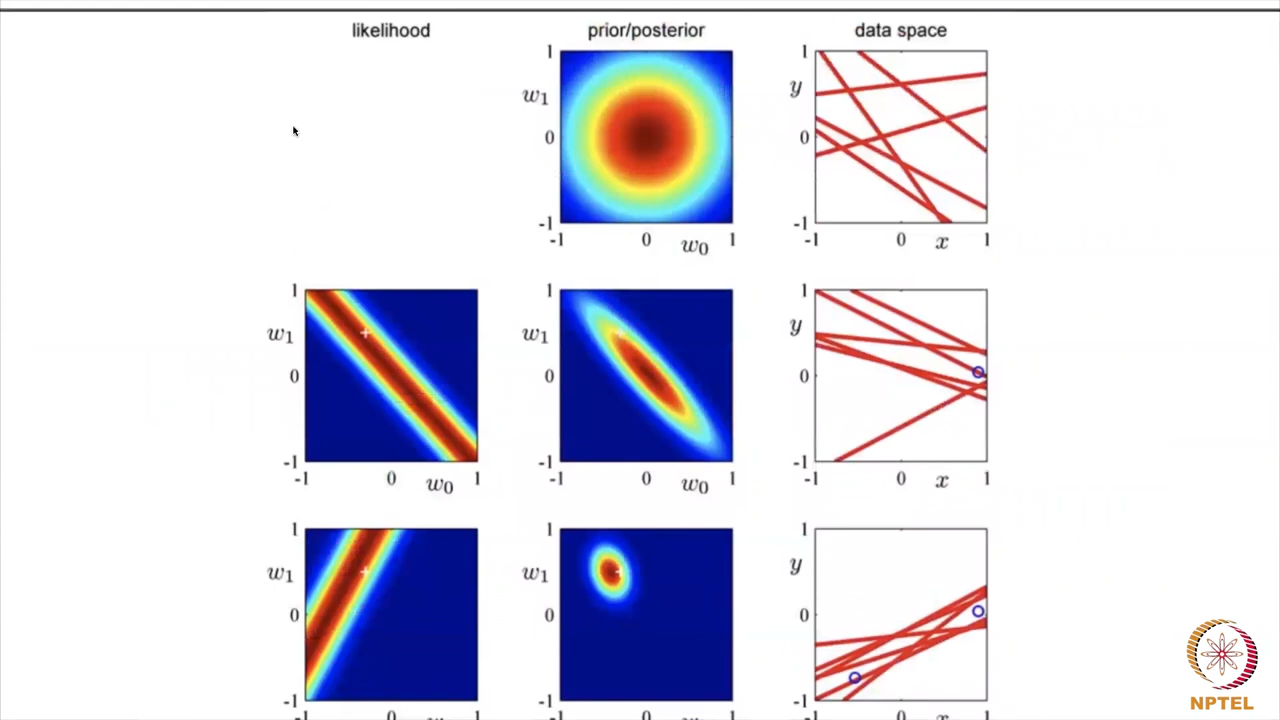 likelihood prior/posterior data space
1 1
w₁ y
0 0
-1 -1
-1 0 w₀ 1 -1 0 x 1
1 1 1
w₁ w₁ y
0 0 0
-1 -1 -1
-1 0 w₀ 1 -1 0 w₀ 1 -1 0 x 1
1 1 1
w₁ w₁ y
0 0 0
-1 -1 -1
NPTEL